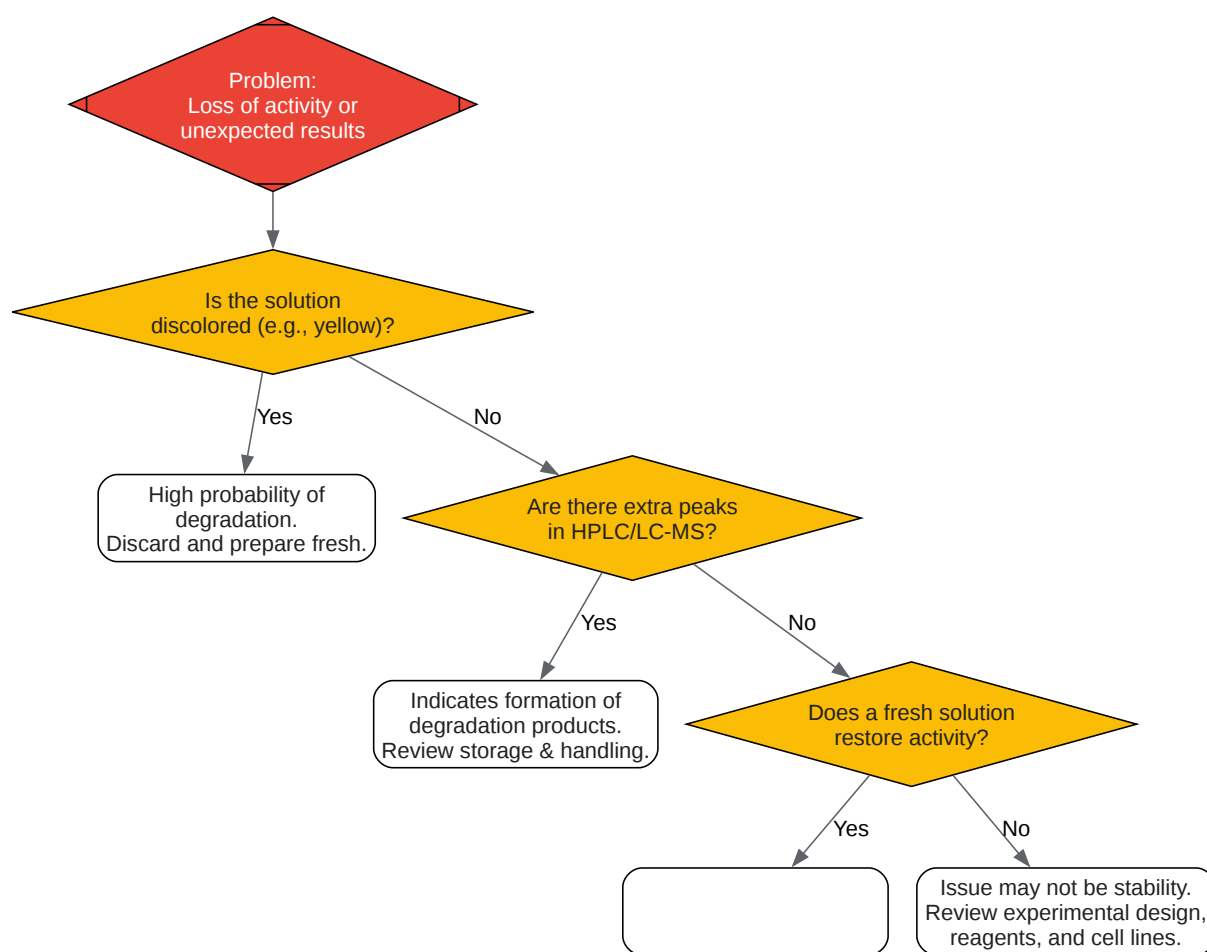 Problem:
Loss of activity or
unexpected results
Is the solution
discolored (e.g., yellow)?
Yes
No
High probability of
degradation.
Discard and prepare fresh.
Are there extra peaks
in HPLC/LC-MS?
Yes
No
Indicates formation of
degradation products.
Review storage & handling.
Does a fresh solution
restore activity?
Yes
No
Issue may not be stability.
Review experimental design,
reagents, and cell lines.